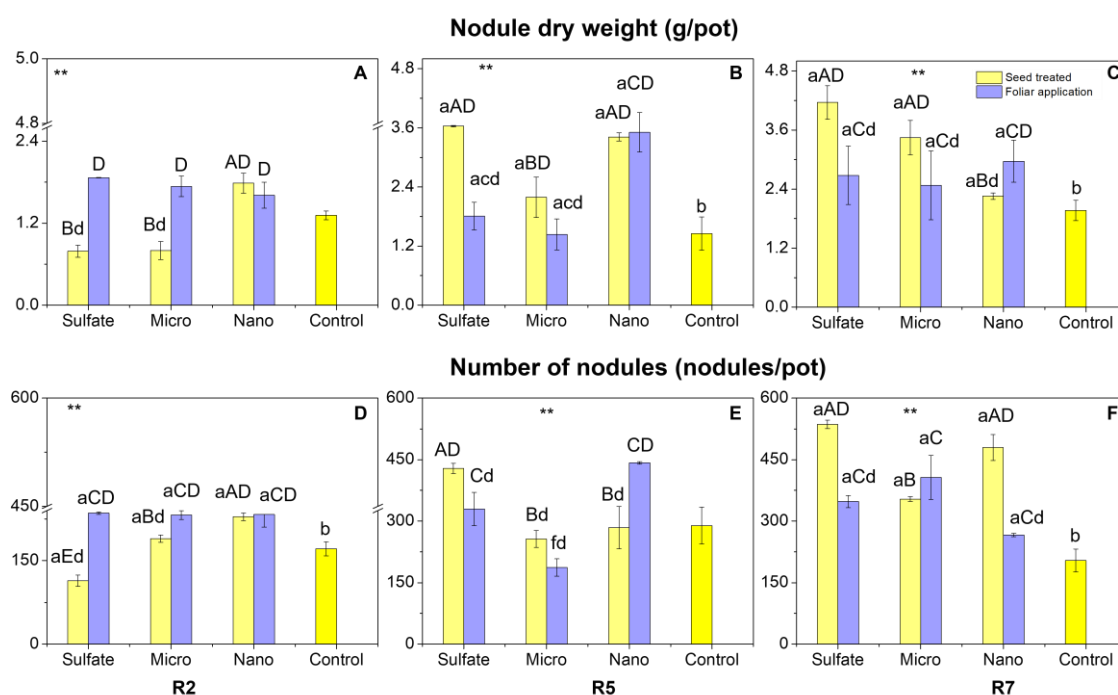 Nodule dry weight (g/pot)
5.0
4.8
2.4
1.2
0.0
**
A
Bd
D
Bd
D
AD
D
Sulfate
Micro
Nano
Control
4.8
3.6
2.4
1.2
0.0
**
B
aAD
acd
aBD
acd
aAD
aCD
b
Sulfate
Micro
Nano
Control
4.8
3.6
2.4
1.2
**
C
Seed treated
Foliar application
aAD
aCd
aAD
aCd
aBd
aCD
b
Sulfate
Micro
Nano
Control
Number of nodules (nodules/pot)
600
450
150
0
**
D
aEd
aCD
aBd
aCD
aAD
aCD
b
Sulfate
Micro
Nano
Control
R2
600
450
300
150
0
**
E
AD
Cd
Bd
fd
Bd
CD
Sulfate
Micro
Nano
Control
R5
600
450
300
150
0
**
F
aAD
aCd
aB
aC
aAD
aCd
b
Sulfate
Micro
Nano
Control
R7